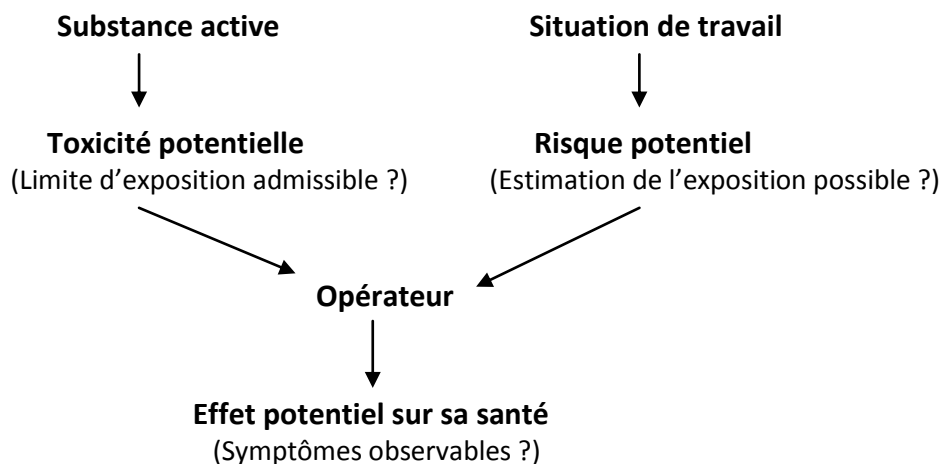 Substance active
Situation de travail
Toxicité potentielle
Risque potentiel
(Limite d’exposition admissible ?)
(Estimation de l’exposition possible ?)
Opérateur
Effet potentiel sur sa santé
(Symptômes observables ?)